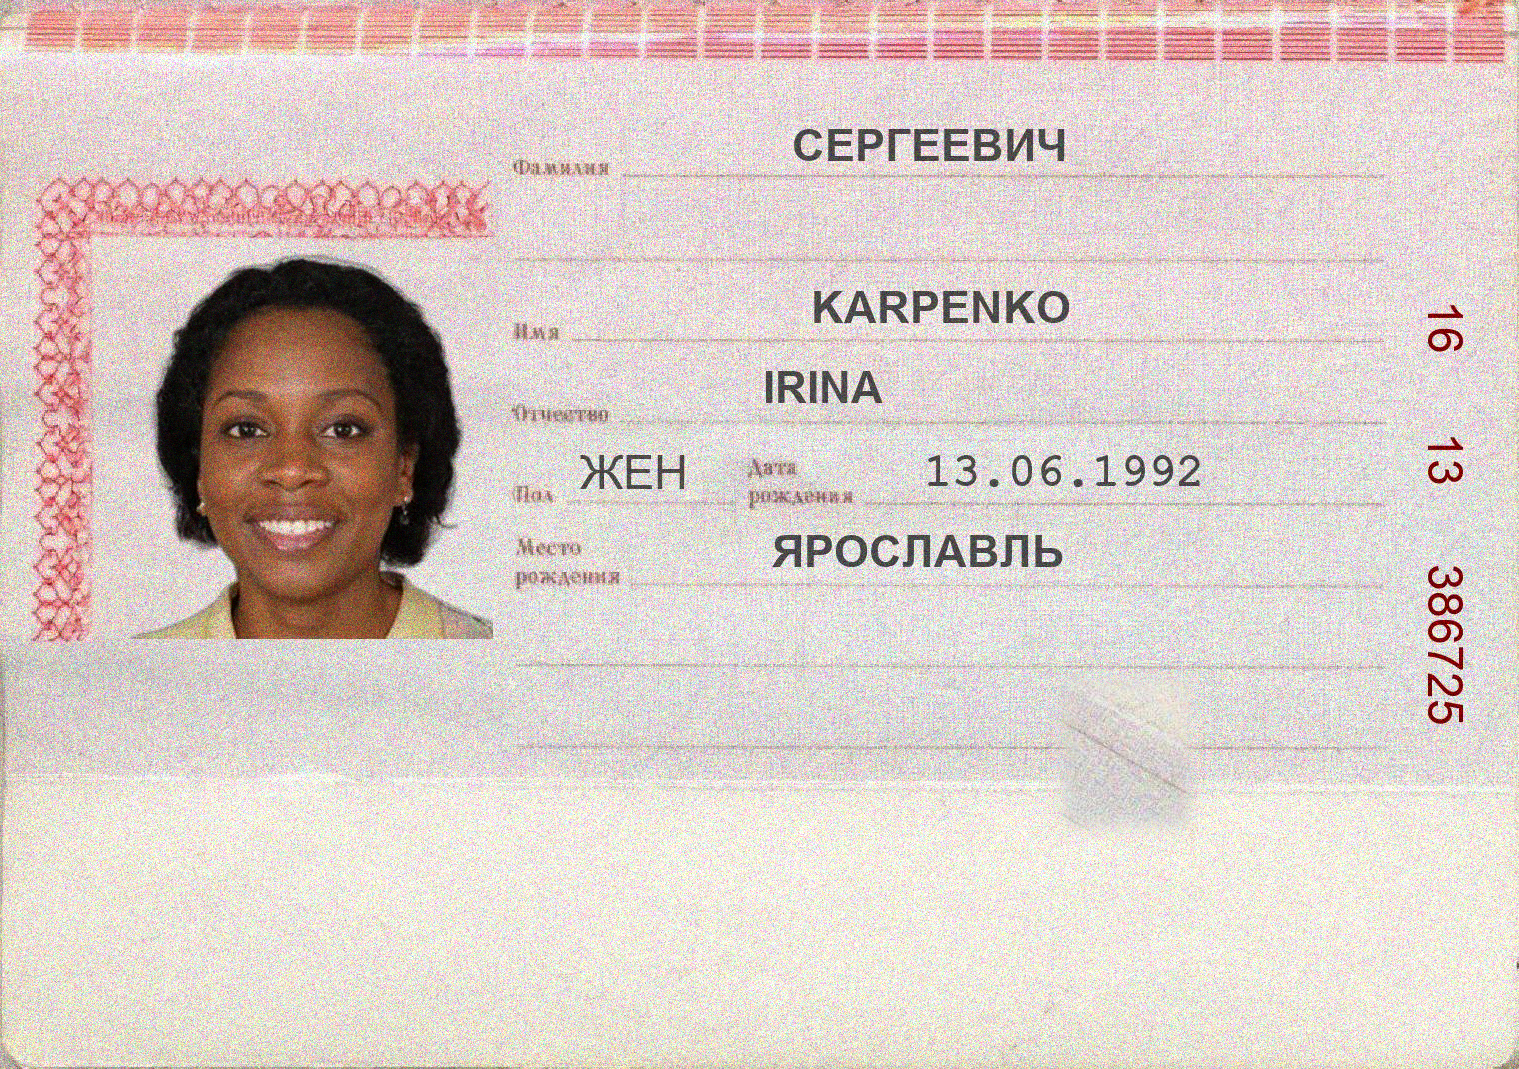 Фамилия СЕРГЕЕВИЧ
Имя KARPENKO
Отчество IRINA
Пол ЖЕН Дата рождения 13.06.1992
Место рождения ЯРОСЛАВЛЬ
16 13 386725